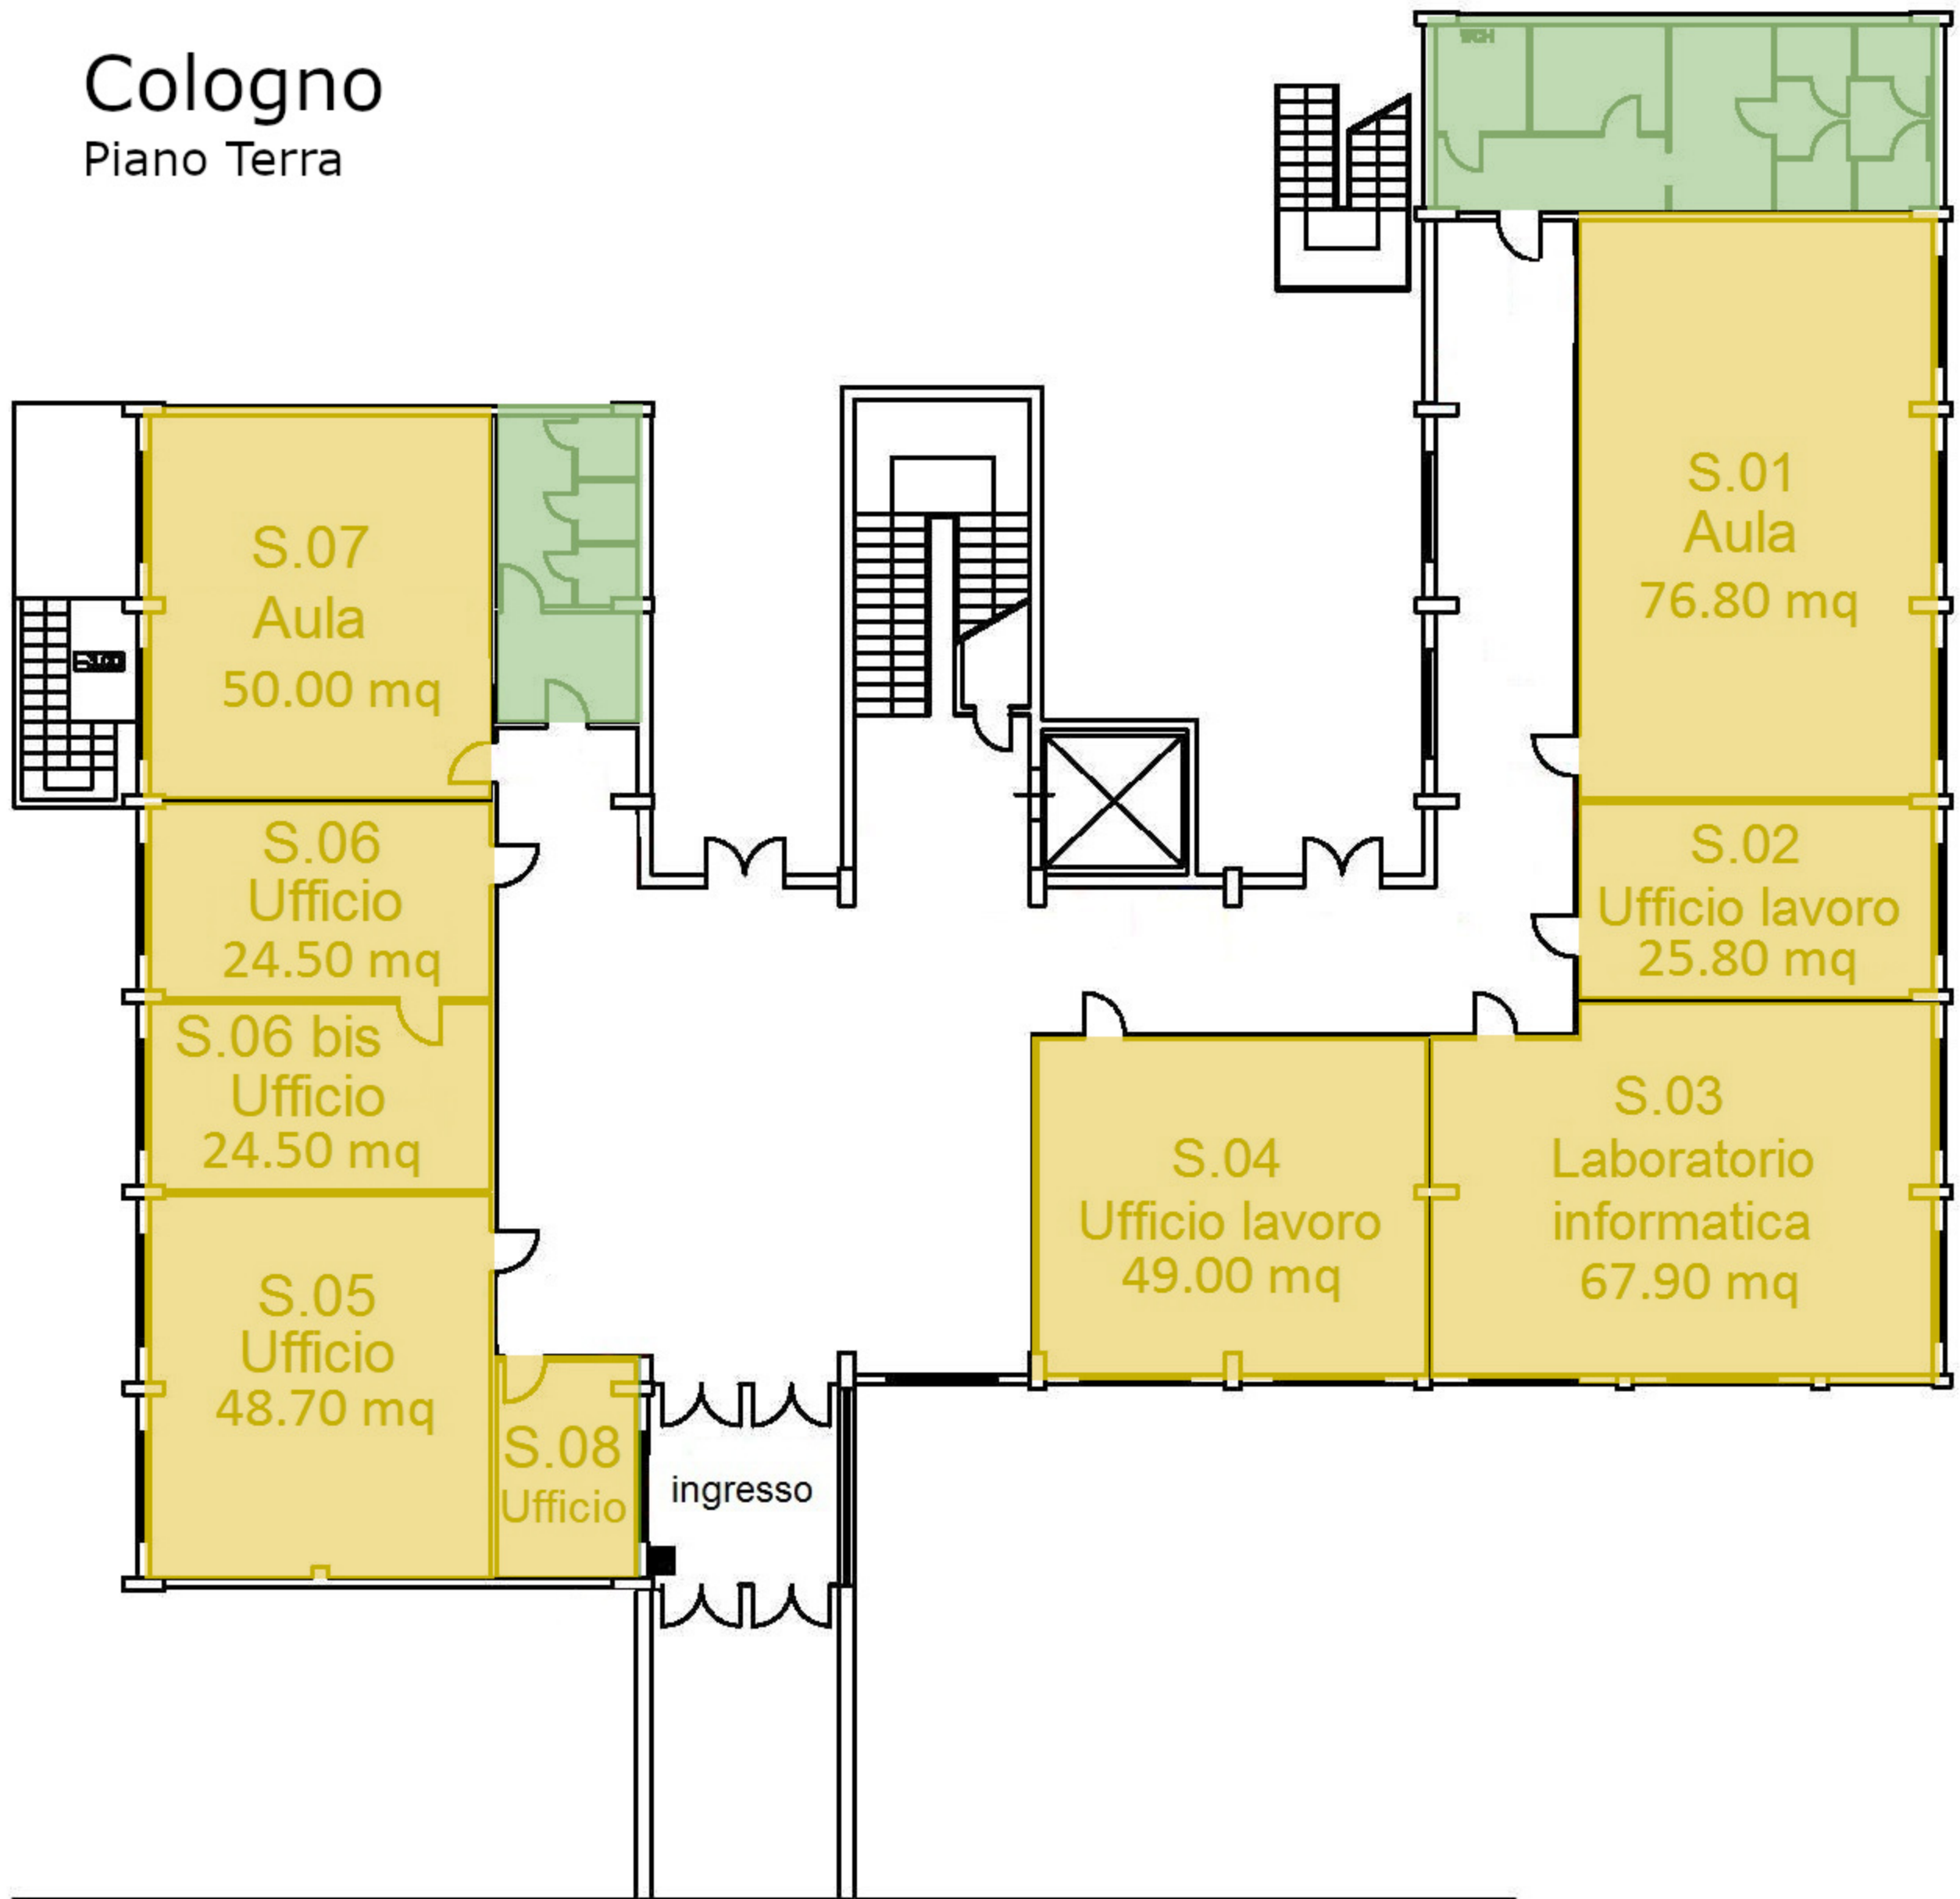 Cologno
Piano Terra
S.01
Aula
76.80 mq
S.07
Aula
50.00 mq
S.06
Ufficio
24.50 mq
S.02
Ufficio lavoro
25.80 mq
S.06 bis
Ufficio
24.50 mq
S.03
Laboratorio
informatica
67.90 mq
S.04
Ufficio lavoro
49.00 mq
S.05
Ufficio
48.70 mq
S.08
Ufficio
ingresso